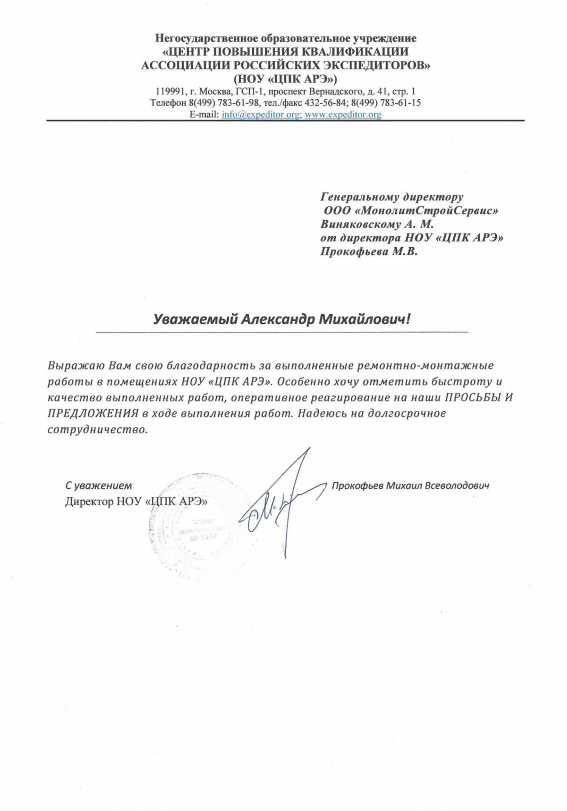 Негосударственное образовательное учреждение
«ЦЕНТР ПОВЫШЕНИЯ КВАЛИФИКАЦИИ
АССОЦИАЦИИ РОССИЙСКИХ ЭКСПЕДИТОРОВ»
(НОУ «ЦПК АРЭ»)
119991, г. Москва, ГСП-1, проспект Вернадского, д. 41, стр. 1
Телефон 8(499) 783-61-98, тел./факс 432-56-84; 8(499) 783-61-15
E-mail: info@expeditor.org; www.expeditor.org
Генеральному директору
ООО «МонолитСтройСервис»
Виняковскому А. М.
от директора НОУ «ЦПК АРЭ»
Прокофьева М.В.
Уважаемый Александр Михайлович!
Выражаю Вам свою благодарность за выполненные ремонтно-монтажные
работы в помещениях НОУ «ЦПК АРЭ». Особенно хочу отметить быстроту и
качество выполненных работ, оперативное реагирование на наши ПРОСЬБЫ И
ПРЕДЛОЖЕНИЯ в ходе выполнения работ. Надеюсь на долгосрочное
сотрудничество.
С уважением Прокофьев Михаил Всеволодович
Директор НОУ «ЦПК АРЭ»